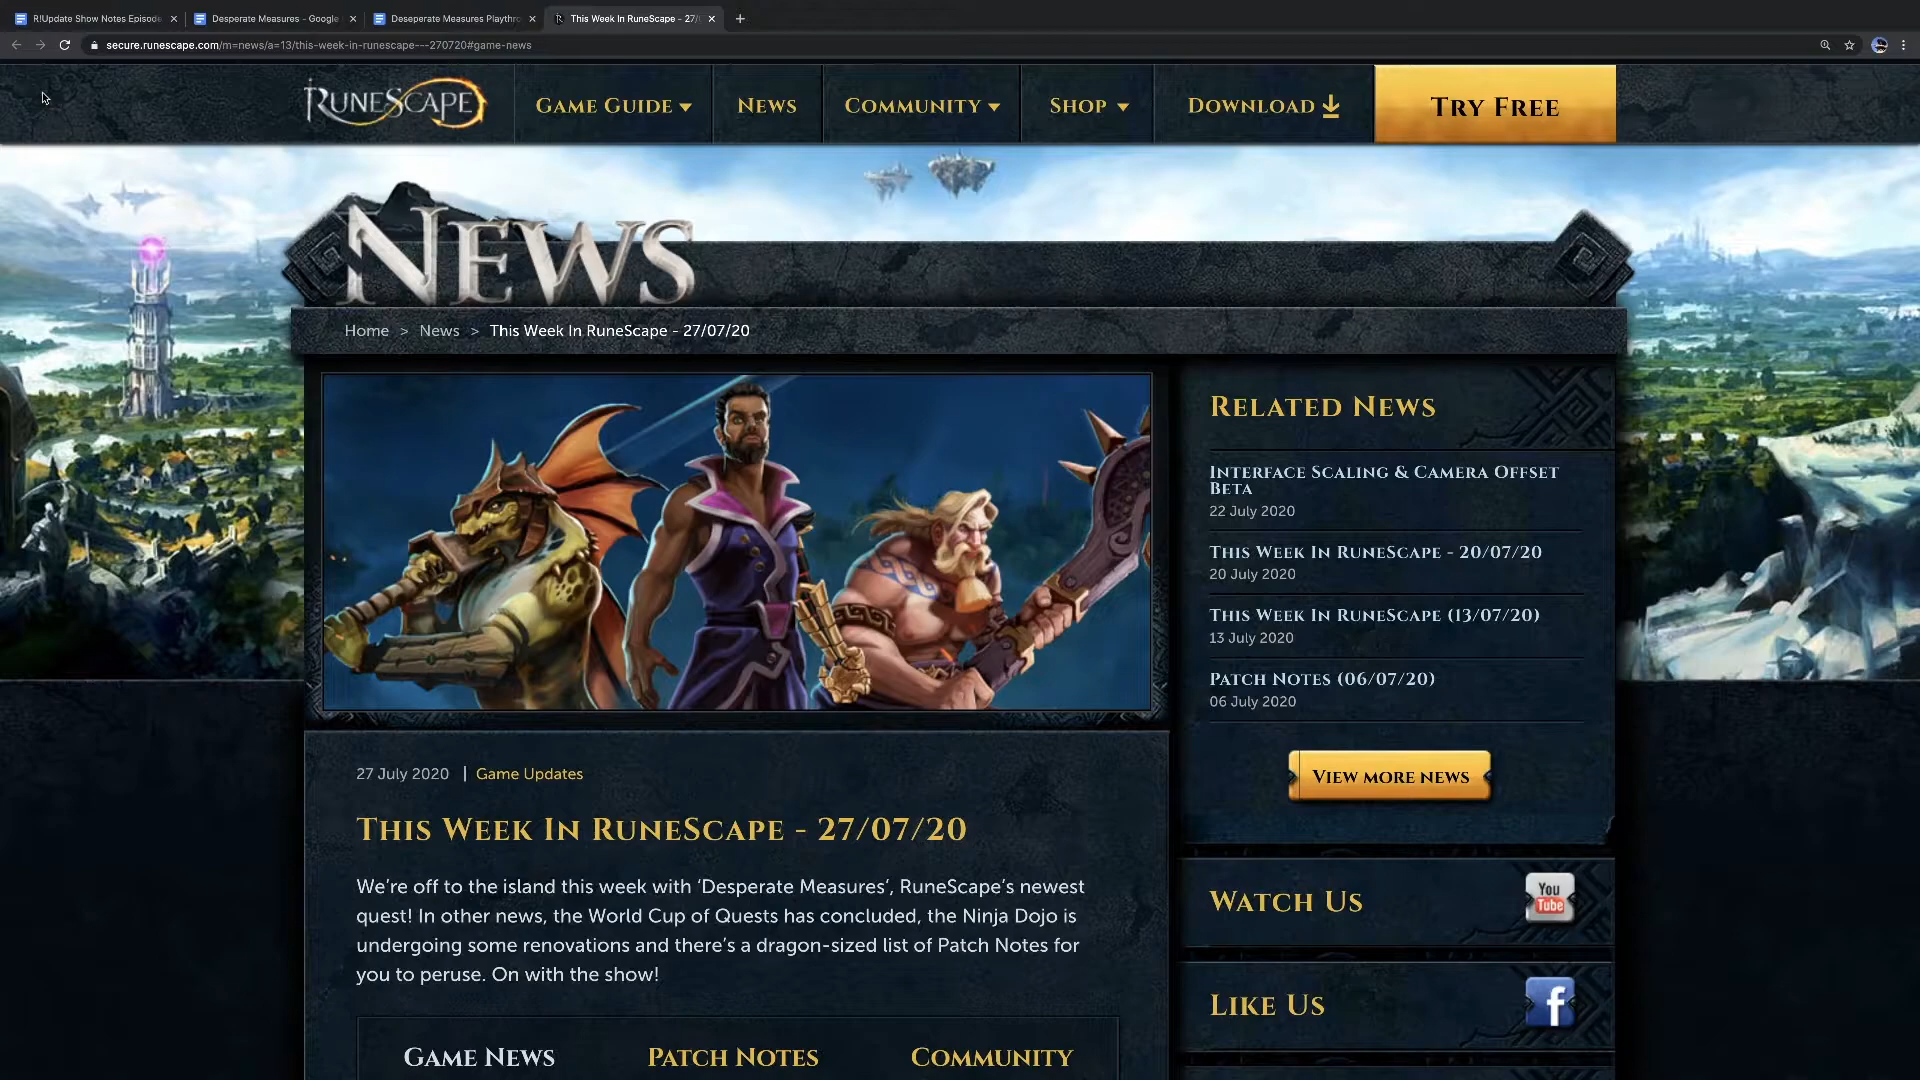 R!Update Show Notes Episode
Desperate Measures - Google
Deseperate Measures Playthro
This Week In RuneScape - 27/
secure.runescape.com/m=news/a=13/this-week-in-runescape---270720#game-news
RuneScape
Game Guide
News
Community
Shop
Download
Try Free
News
Home > News > This Week In RuneScape - 27/07/20
Related News
Interface Scaling & Camera Offset
Beta
22 July 2020
This Week In RuneScape - 20/07/20
20 July 2020
This Week In RuneScape (13/07/20)
13 July 2020
Patch Notes (06/07/20)
06 July 2020
View more news
27 July 2020 | Game Updates
This Week In RuneScape - 27/07/20
We're off to the island this week with 'Desperate Measures', RuneScape's newest
quest! In other news, the World Cup of Quests has concluded, the Ninja Dojo is
undergoing some renovations and there's a dragon-sized list of Patch Notes for
you to peruse. On with the show!
Game News
Patch Notes
Community
Watch Us
You
Tube
Like Us
f